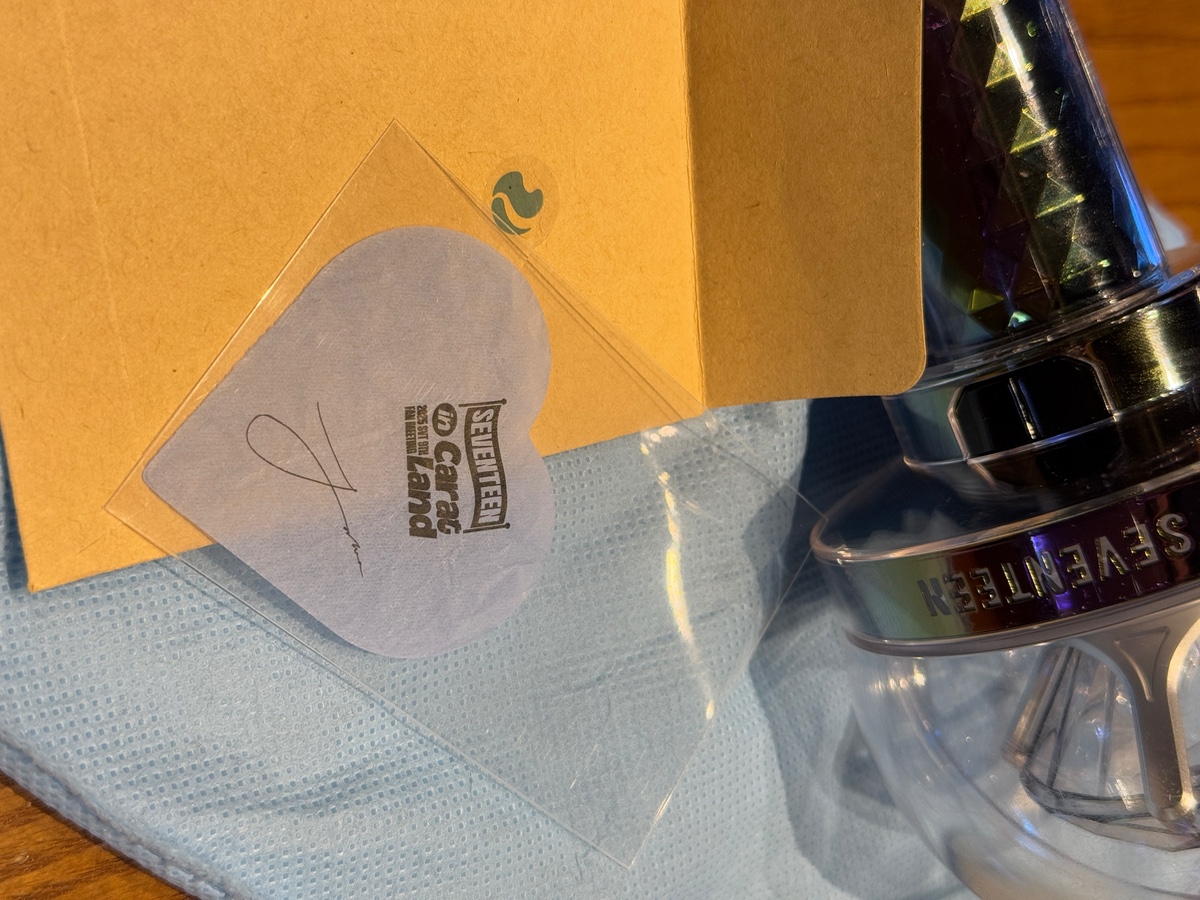 SEVENTEEN
in Carat
Land
2025 SVT 9TH
FAN MEETING
SEVENTEEN